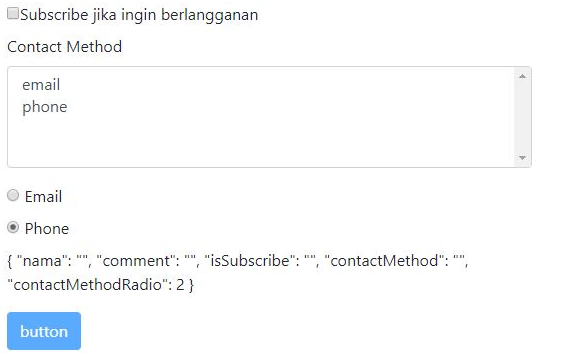 Subscribe jika ingin berlangganan
Contact Method
email
phone
Email
Phone
{ "nama": "", "comment": "", "isSubscribe": "", "contactMethod": "",
"contactMethodRadio": 2 }
button